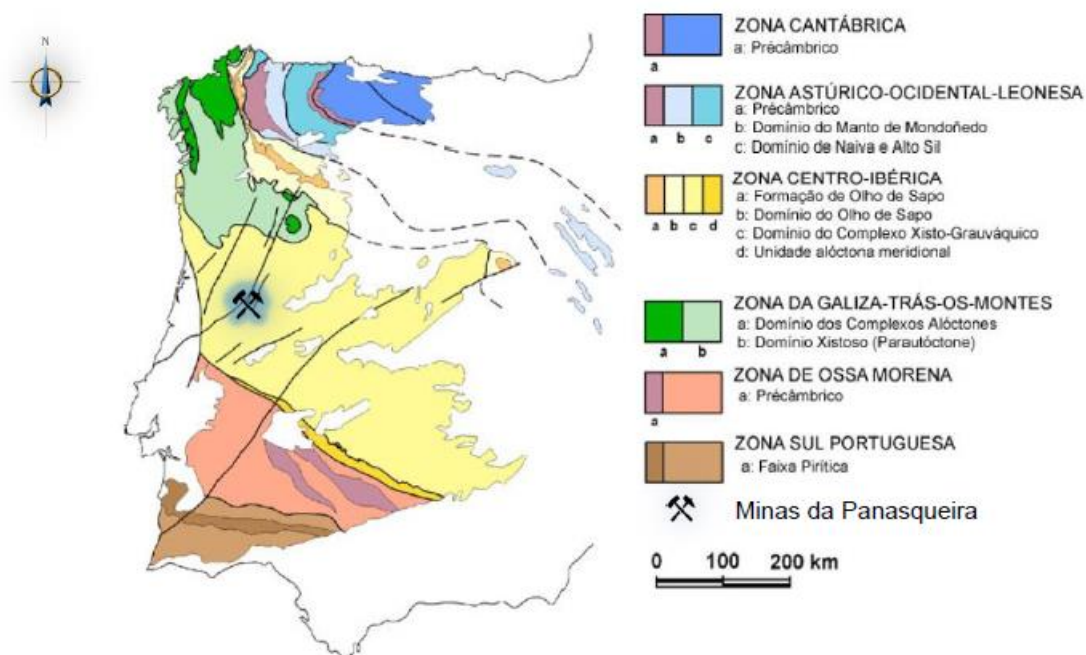 N
ZONA CANTÁBRICA
a: Précâmbrico
a
ZONA ASTÚRICO-OCIDENTAL-LEONESA
a: Précâmbrico
b: Domínio do Manto de Mondoñedo
c: Domínio de Naiva e Alto Sil
a b c
ZONA CENTRO-IBÉRICA
a: Formação de Olho de Sapo
b: Domínio do Olho de Sapo
c: Domínio do Complexo Xisto-Grauváquico
d: Unidade alóctona meridional
a b c d
ZONA DA GALIZA-TRÁS-OS-MONTES
a: Domínio dos Complexos Alóctones
b: Domínio Xistoso (Parautóctone)
a b
ZONA DE OSSA MORENA
a: Précâmbrico
a
ZONA SUL PORTUGUESA
a: Faixa Pirítica
a
Minas da Panasqueira
0 100 200 km